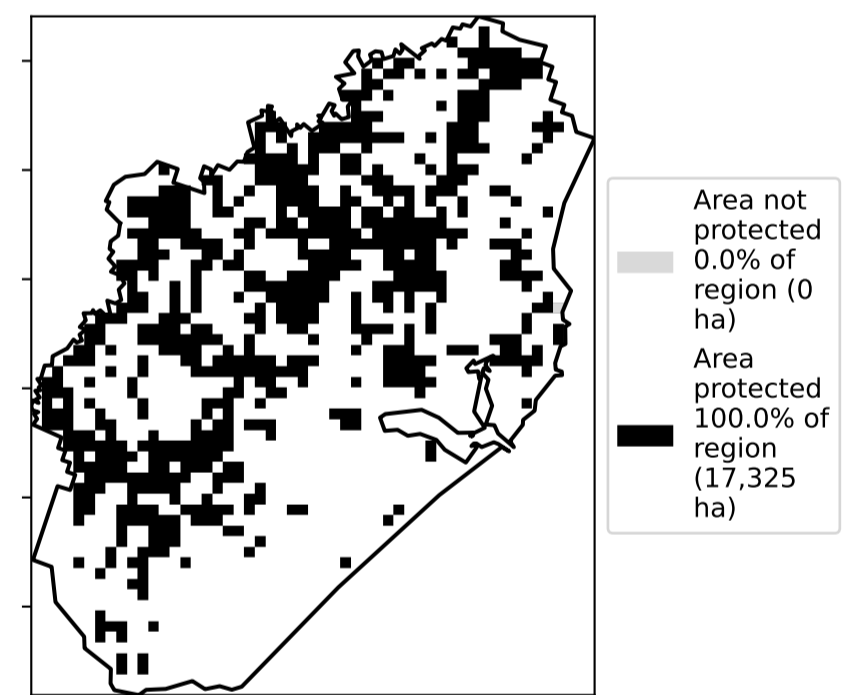 Area not
protected
0.0% of
region (0
ha)
Area
protected
100.0% of
region
(17,325
ha)